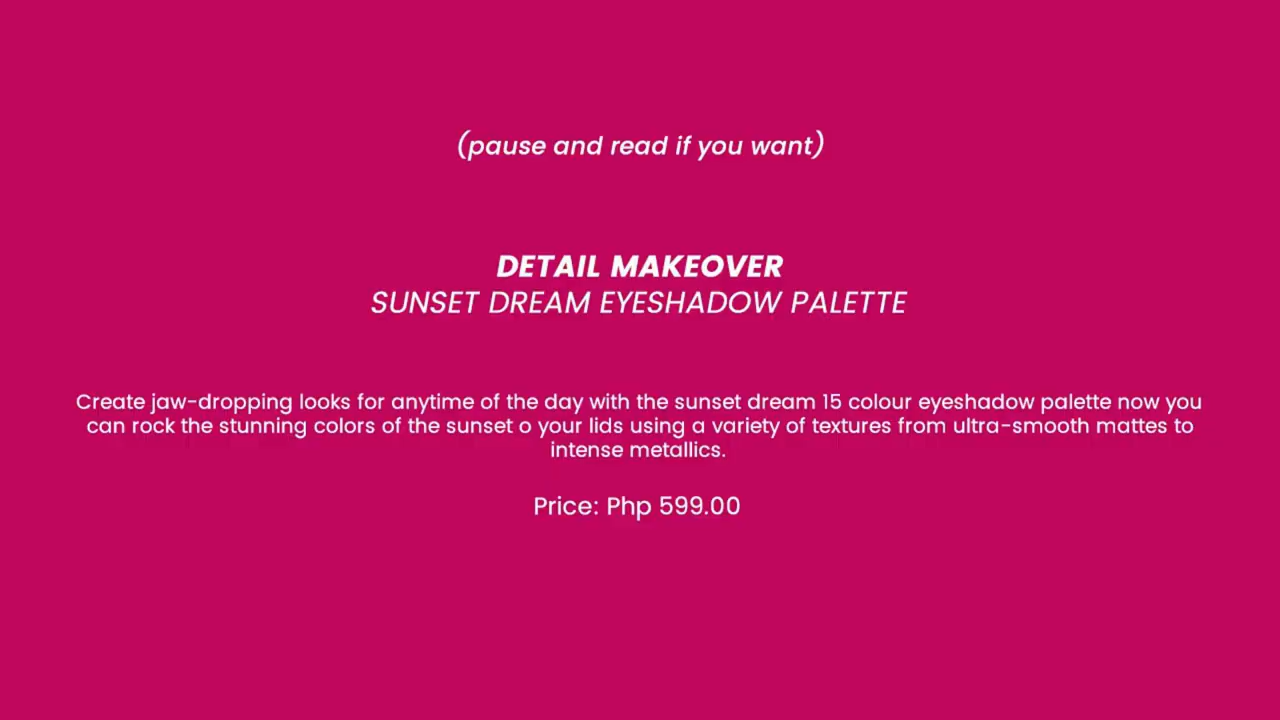 (pause and read if you want)
DETAIL MAKEOVER
SUNSET DREAM EYESHADOW PALETTE
Create jaw-dropping looks for anytime of the day with the sunset dream 15 colour eyeshadow palette now you
can rock the stunning colors of the sunset o your lids using a variety of textures from ultra-smooth mattes to
intense metallics.
Price: Php 599.00